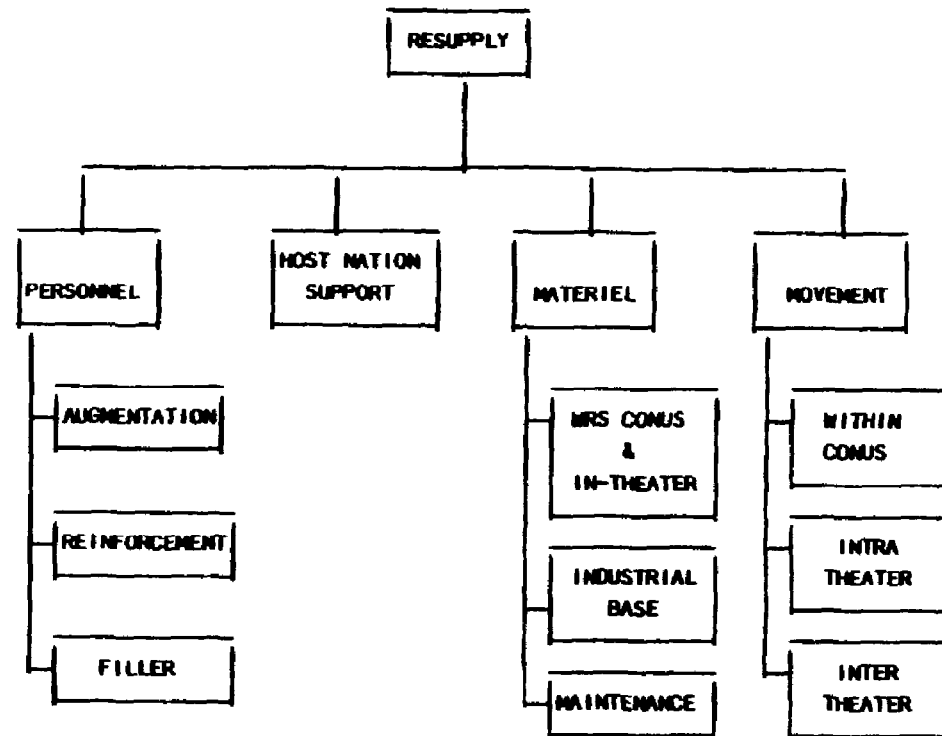 RESUPPLY
PERSONNEL
HOST NATION
SUPPORT
MATERIEL
MOVEMENT
AUGMENTATION
REINFORCEMENT
FILLER
WRS CONUS
&
IN-THEATER
INDUSTRIAL
BASE
MAINTENANCE
WITHIN
CONUS
INTRA
THEATER
INTER
THEATER